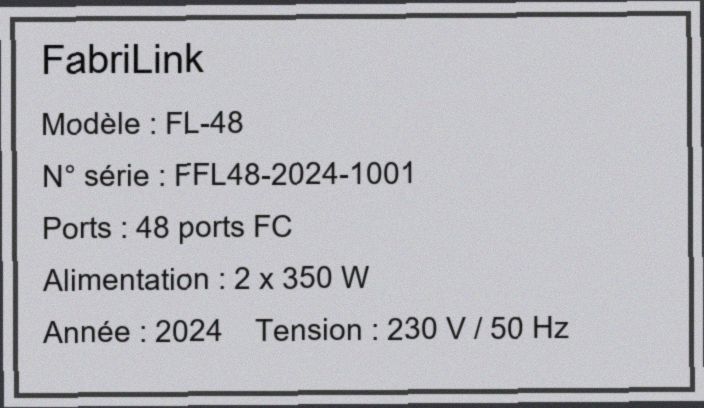 FabriLink
Modèle : FL-48
N° série : FFL48-2024-1001
Ports : 48 ports FC
Alimentation : 2 x 350 W
Année : 2024    Tension : 230 V / 50 Hz